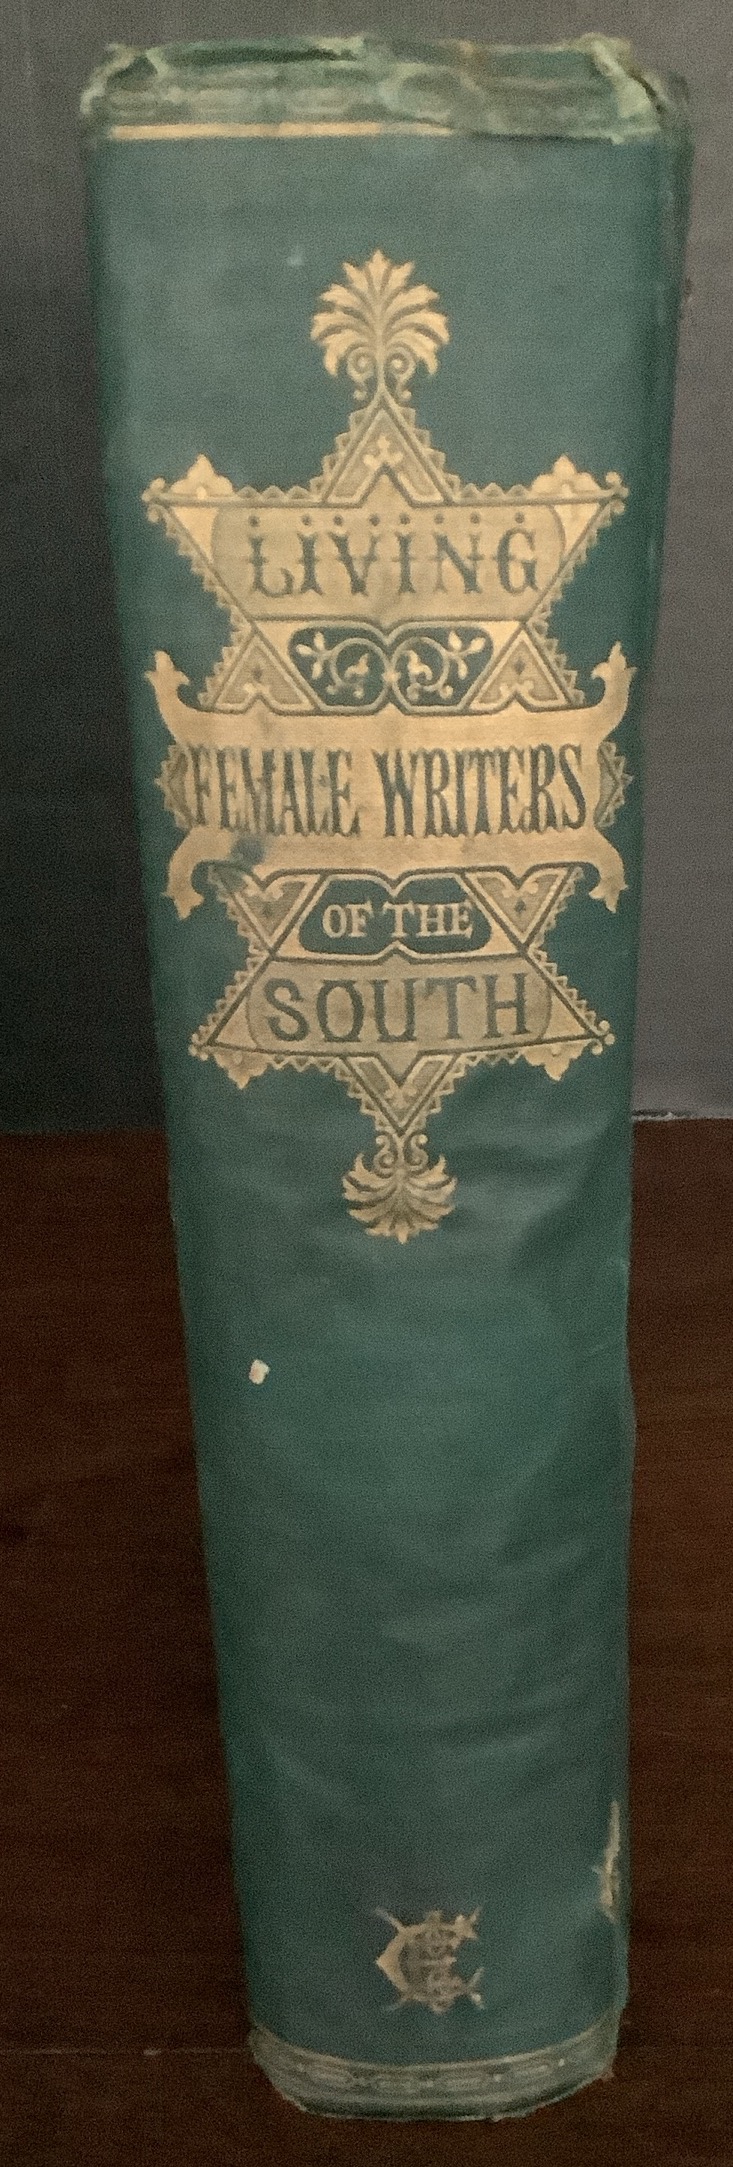 LIVING
FEMALE WRITERS
OF THE
SOUTH